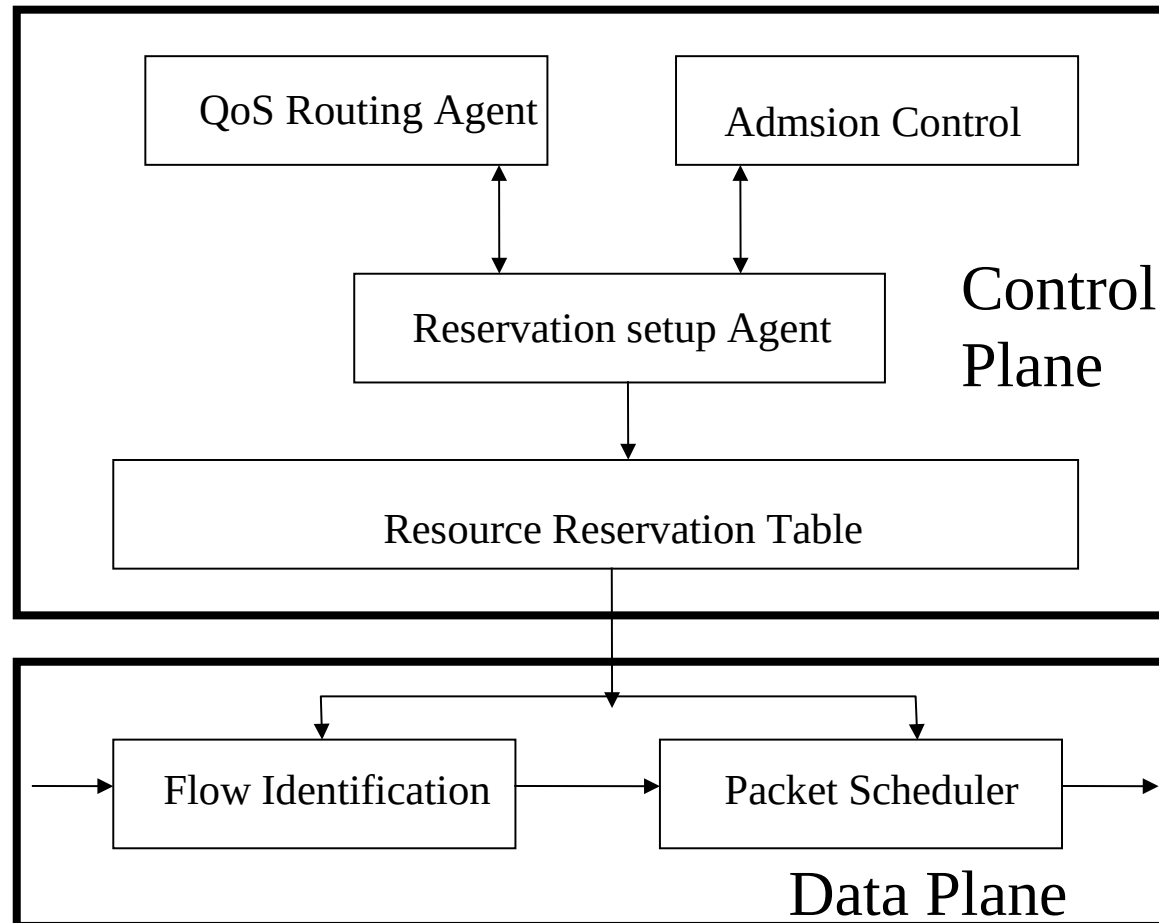 QoS Routing Agent
Admsion Control
Control
Plane
Reservation setup Agent
Resource Reservation Table
Flow Identification
Packet Scheduler
Data Plane